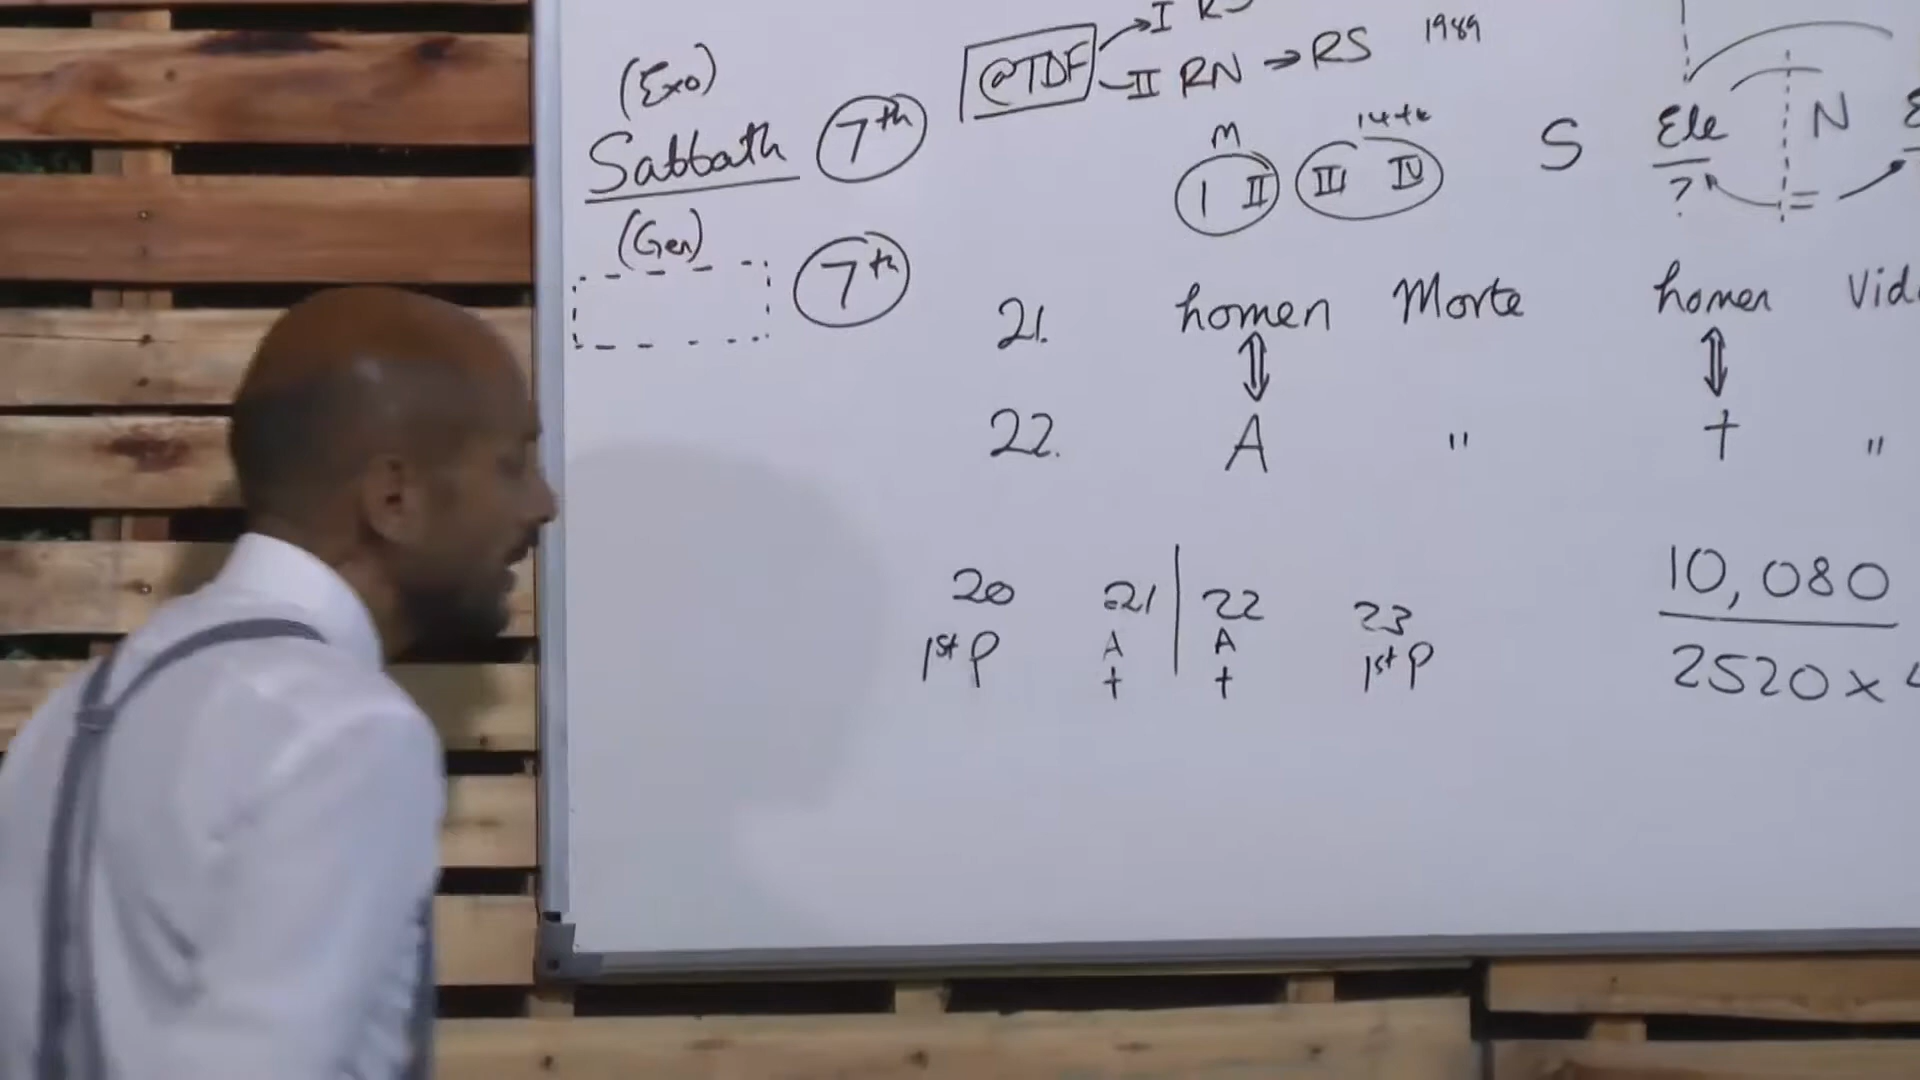 (Exo)
Sabbath 7th
(Gen)
7th
@TDF → I
II RN → RS 1989
M 144k
I II III IV
S Ele N
? =
21. homen Morte homen
22. A " † "
20 21 | 22 23
1st P A A 1st P
† †
10,080
2520 x